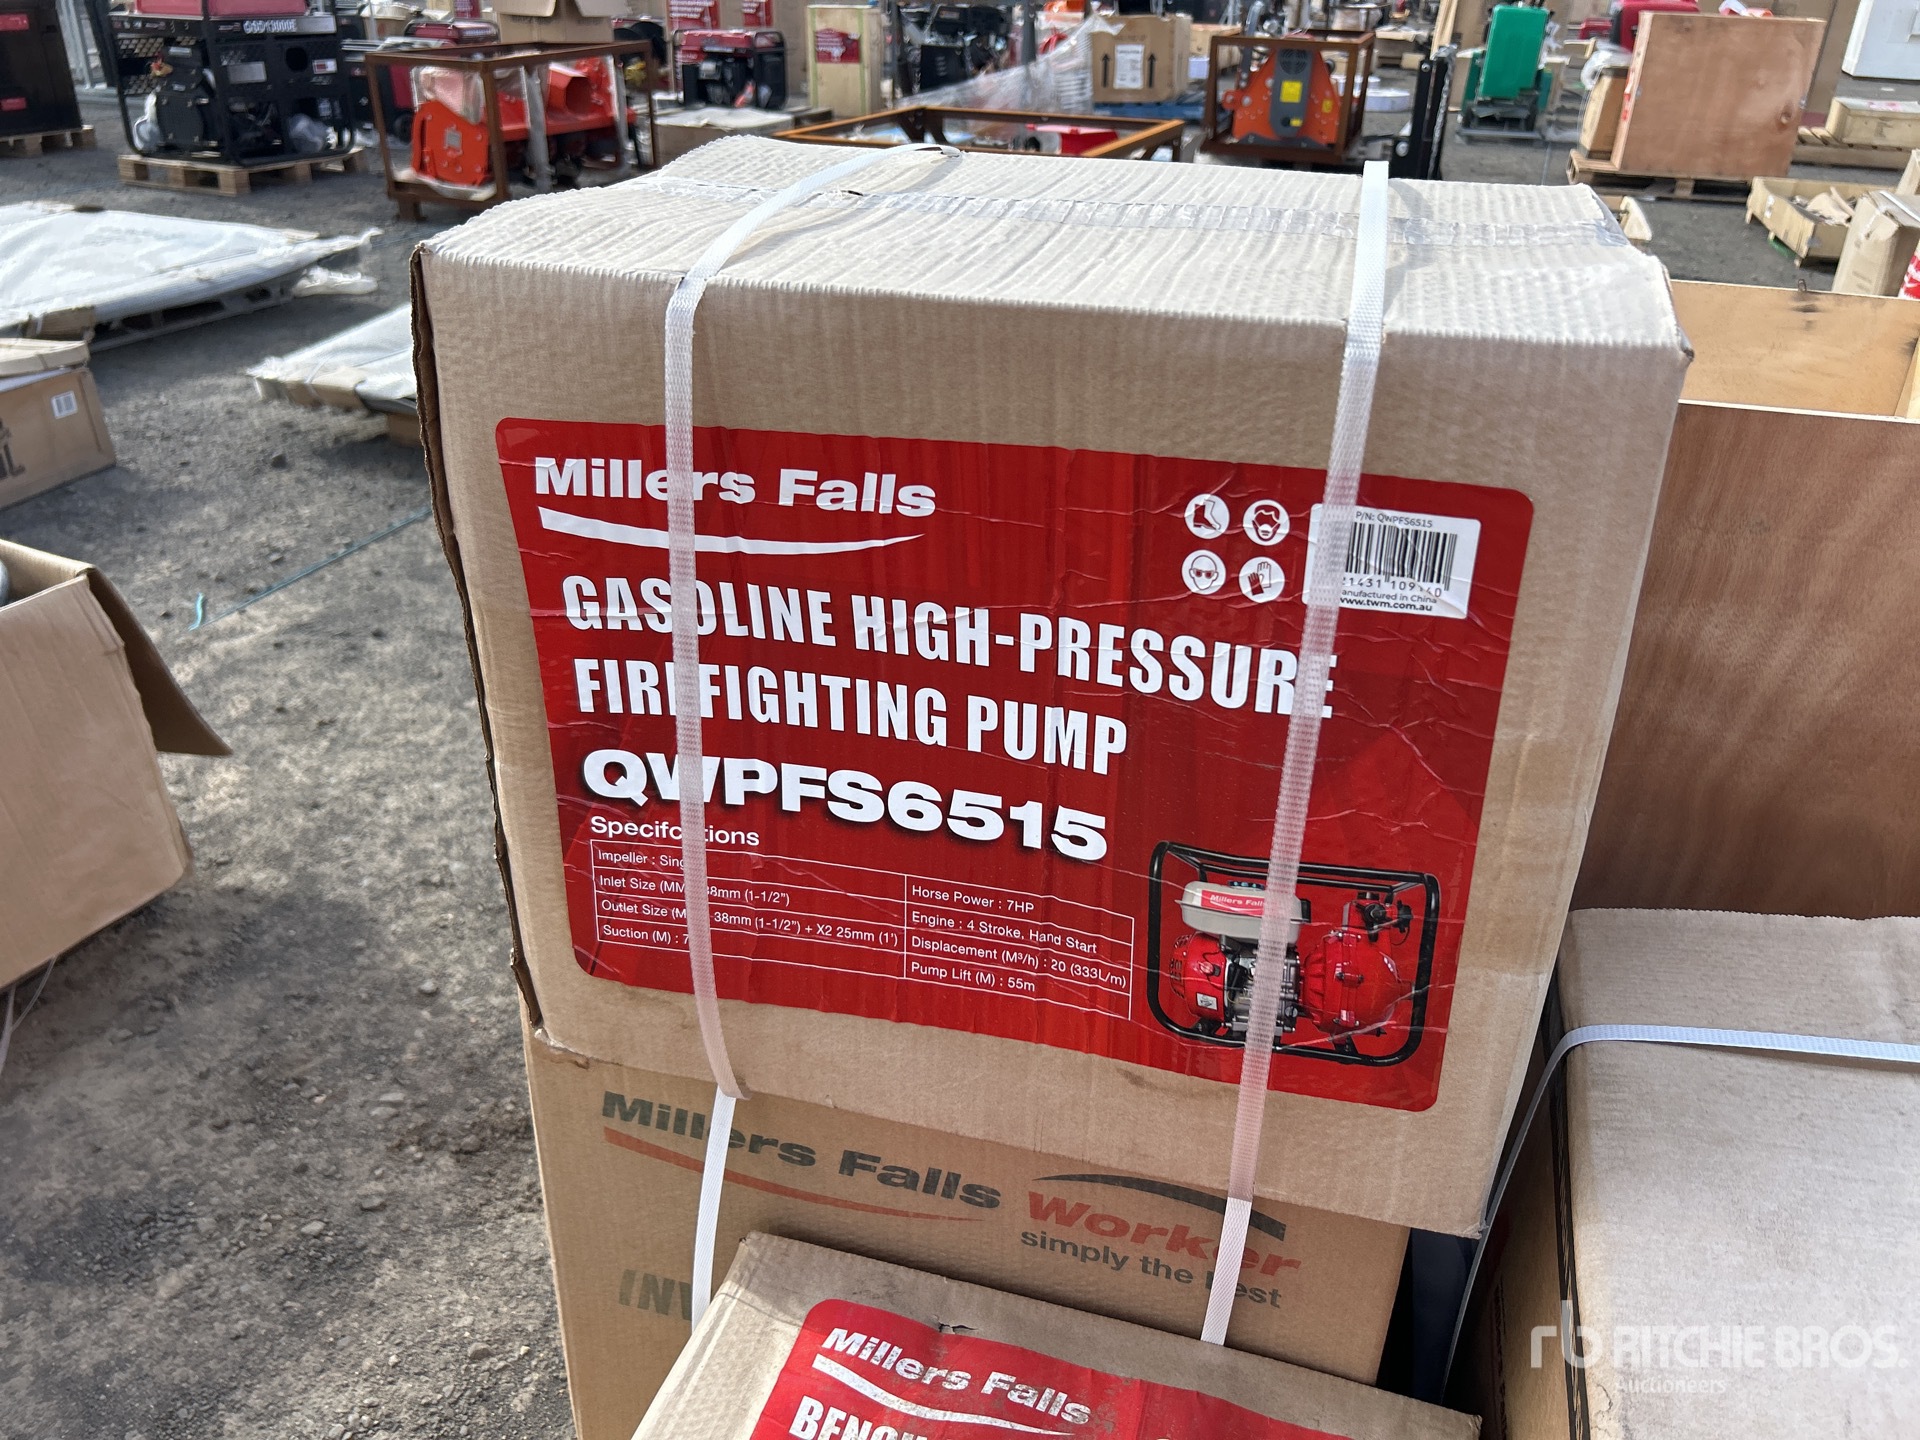 Millers Falls
P/N: QWPFS6515
Manufactured in China
www.twm.com.au
GASOLINE HIGH-PRESSURE
FIREFIGHTING PUMP
QWPFS6515
Specifcations
Impeller :
Inlet Size (MM) 38mm (1-1/2")
Outlet Size 38mm (1-1/2") + X2 25mm (1')
Suction (M) : 7
Horse Power : 7HP
Engine : 4 Stroke, Hand Start
Displacement (M³/h) : 20 (333L/m)
Pump Lift (M) : 55m
Millers Falls
Millers Falls Worker
simply the best
Millers Falls
RITCHIE BROS.
Auctioneers